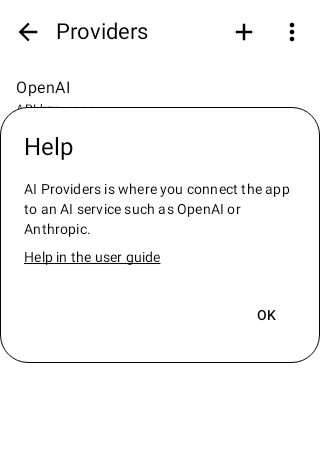 Providers
OpenAI
Help
AI Providers is where you connect the app
to an AI service such as OpenAI or
Anthropic.
Help in the user guide
OK